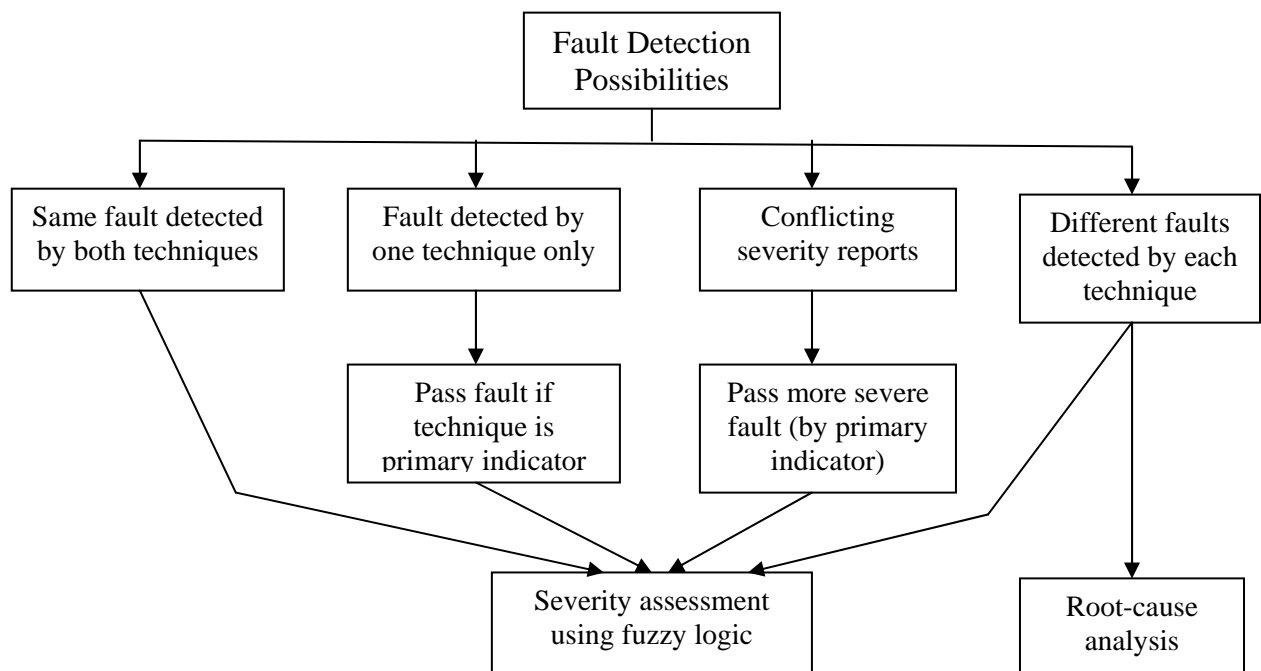 Fault Detection
Possibilities
Same fault detected
by both techniques
Fault detected by
one technique only
Conflicting
severity reports
Different faults
detected by each
technique
Pass fault if
technique is
primary indicator
Pass more severe
fault (by primary
indicator)
Severity assessment
using fuzzy logic
Root-cause
analysis